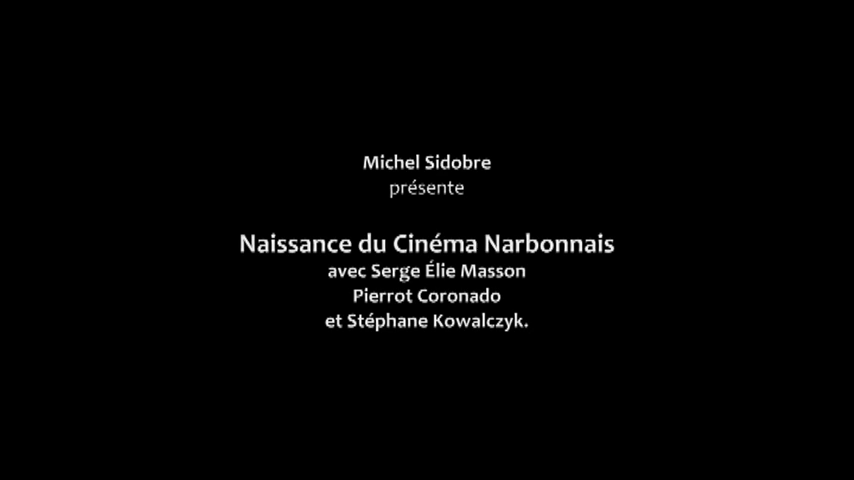 Michel Sidobre
présente
Naissance du Cinéma Narbonnais
avec Serge Élie Masson
Pierrot Coronado
et Stéphane Kowalczyk.